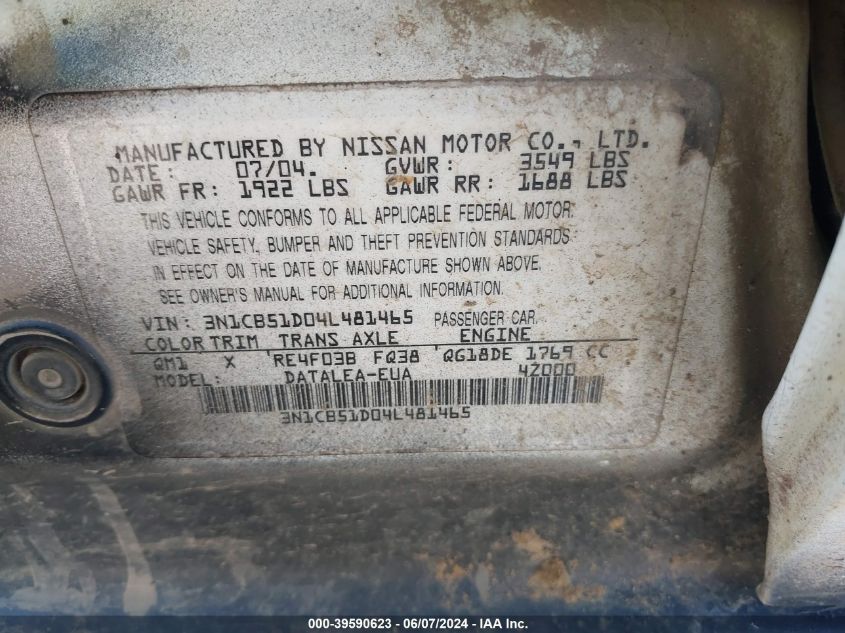 MANUFACTURED BY NISSAN MOTOR CO., LTD.
DATE: 07/04. GVWR: 3549 LBS
GAWR FR: 1922 LBS GAWR RR: 1688 LBS
THIS VEHICLE CONFORMS TO ALL APPLICABLE FEDERAL MOTOR
VEHICLE SAFETY, BUMPER AND THEFT PREVENTION STANDARDS
IN EFFECT ON THE DATE OF MANUFACTURE SHOWN ABOVE.
SEE OWNER'S MANUAL FOR ADDITIONAL INFORMATION.
VIN: 3N1CB51D04L481465 PASSENGER CAR
COLOR TRIM TRANS AXLE ENGINE
QM1 X RE4F03B FQ38 QG18DE 1769 CC
MODEL: DATALEA-EUA 4Z000
3N1CB51D04L481465
000-39590623 - 06/07/2024 - IAA Inc.